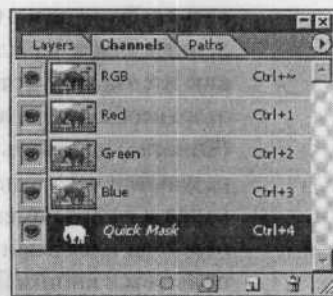 Layers Channels Paths
RGB Ctrl+~
Red Ctrl+1
Green Ctrl+2
Blue Ctrl+3
Quick Mask Ctrl+4